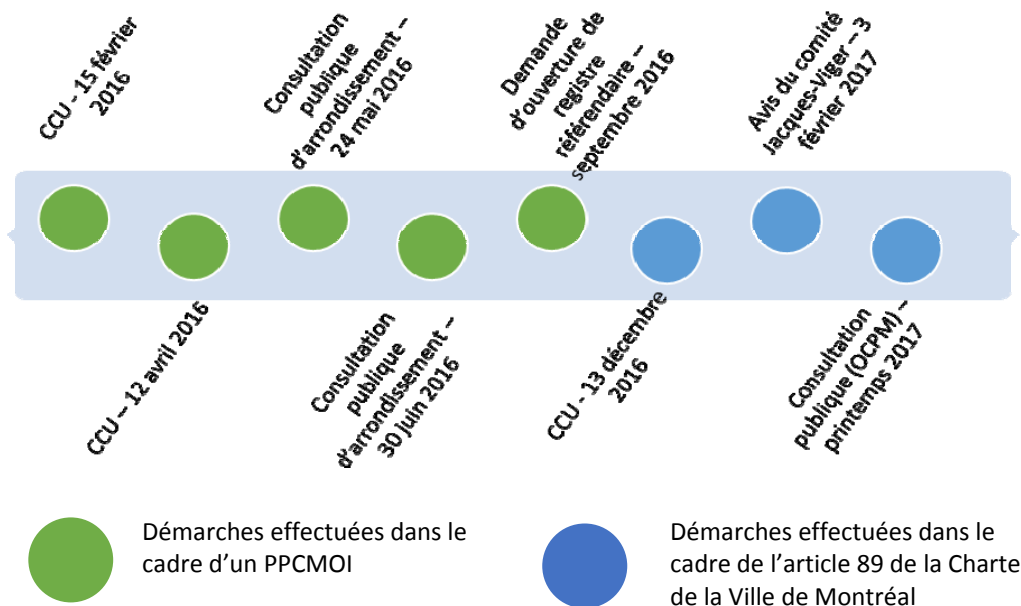 CCU - 15 février
2016
Consultation
publique
d'arrondissement –
24 mai 2016
Demande
d'ouverture de
registre
référendaire –
septembre 2016
Avis du comité
Jacques-Viger – 3
février 2017
CCU – 12 avril 2016
Consultation
publique
d'arrondissement –
30 juin 2016
CCU - 13 décembre
2016
Consultation
publique (OCPM) –
printemps 2017
Démarches effectuées dans le
cadre d'un PPCMOI
Démarches effectuées dans le
cadre de l'article 89 de la Charte
de la Ville de Montréal